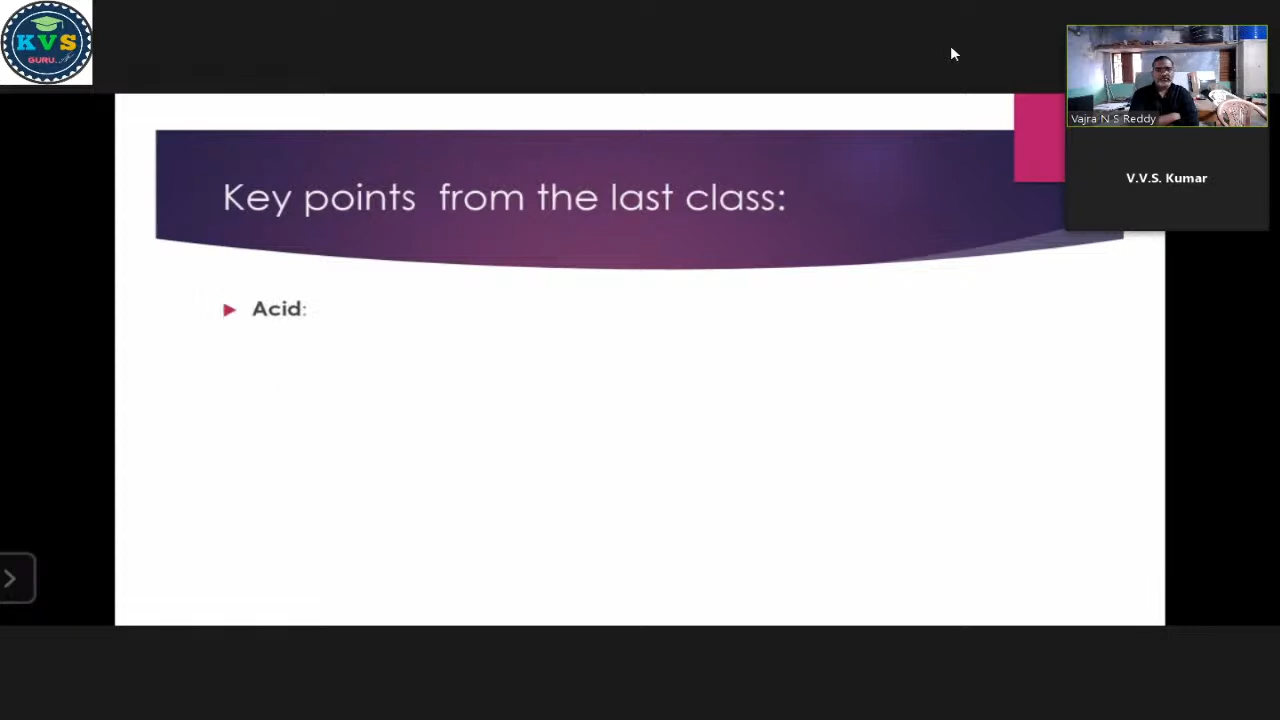 KVS
GURU
Key points from the last class:
Acid:
Vajra N S Reddy
V.V.S. Kumar